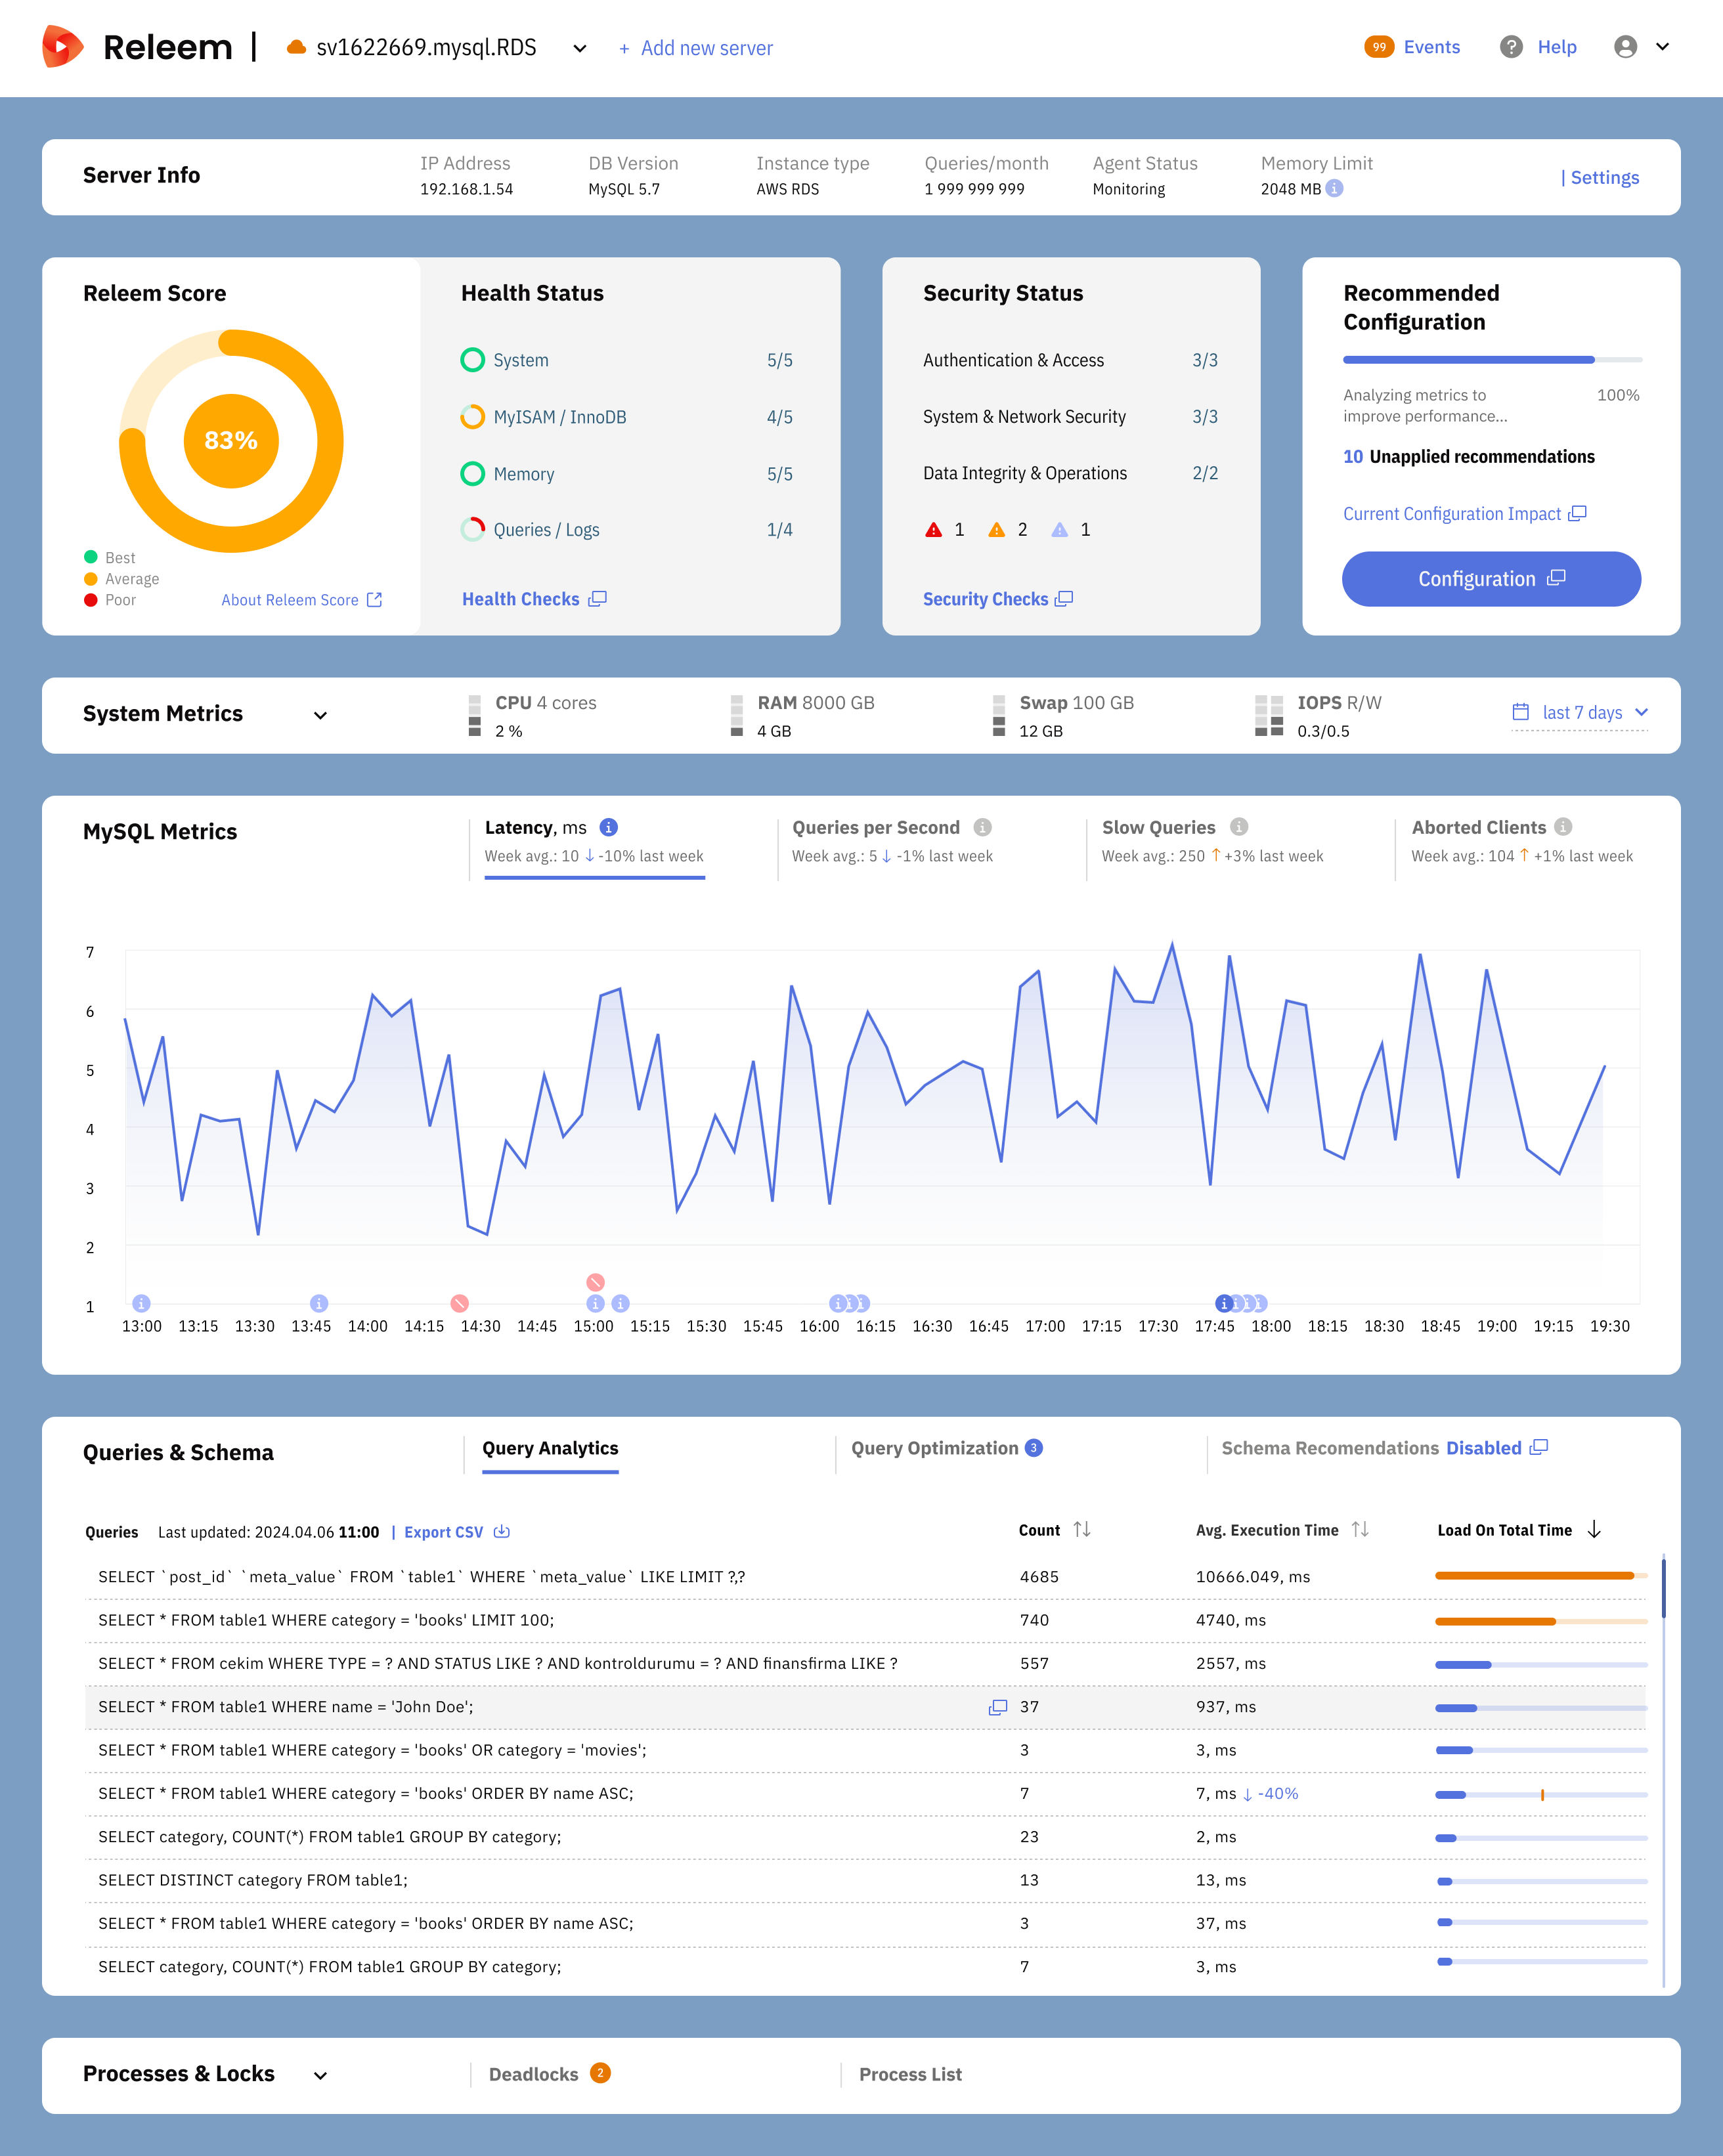 Releem | sv1622669.mysql.RDS + Add new server 99 Events ? Help
Server Info
IP Address
192.168.1.54
DB Version
MySQL 5.7
Instance type
AWS RDS
Queries/month
1 999 999 999
Agent Status
Monitoring
Memory Limit
2048 MB i
| Settings
Releem Score
83%
Best
Average
Poor
About Releem Score
Health Status
System 5/5
MyISAM / InnoDB 4/5
Memory 5/5
Queries / Logs 1/4
Health Checks
Security Status
Authentication & Access 3/3
System & Network Security 3/3
Data Integrity & Operations 2/2
1 2 1
Security Checks
Recommended
Configuration
Analyzing metrics to 100%
improve performance...
10 Unapplied recommendations
Current Configuration Impact
Configuration
System Metrics
CPU 4 cores
2 %
RAM 8000 GB
4 GB
Swap 100 GB
12 GB
IOPS R/W
0.3/0.5
last 7 days
MySQL Metrics
Latency, ms i
Week avg.: 10 ↓ -10% last week
Queries per Second i
Week avg.: 5 ↓ -1% last week
Slow Queries i
Week avg.: 250 ↑ +3% last week
Aborted Clients i
Week avg.: 104 ↑ +1% last week
7
6
5
4
3
2
1
i i i i i i i i i i i
13:00 13:15 13:30 13:45 14:00 14:15 14:30 14:45 15:00 15:15 15:30 15:45 16:00 16:15 16:30 16:45 17:00 17:15 17:30 17:45 18:00 18:15 18:30 18:45 19:00 19:15 19:30
Queries & Schema
Query Analytics
Query Optimization 3
Schema Recomendations Disabled
Queries Last updated: 2024.04.06 11:00 | Export CSV Count ↑↓ Avg. Execution Time ↑↓ Load On Total Time ↓
SELECT `post_id` `meta_value` FROM `table1` WHERE `meta_value` LIKE LIMIT ?,? 4685 10666.049, ms
SELECT * FROM table1 WHERE category = 'books' LIMIT 100; 740 4740, ms
SELECT * FROM cekim WHERE TYPE = ? AND STATUS LIKE ? AND kontroldurumu = ? AND finansfirma LIKE ? 557 2557, ms
SELECT * FROM table1 WHERE name = 'John Doe'; 37 937, ms
SELECT * FROM table1 WHERE category = 'books' OR category = 'movies'; 3 3, ms
SELECT * FROM table1 WHERE category = 'books' ORDER BY name ASC; 7 7, ms ↓ -40%
SELECT category, COUNT(*) FROM table1 GROUP BY category; 23 2, ms
SELECT DISTINCT category FROM table1; 13 13, ms
SELECT * FROM table1 WHERE category = 'books' ORDER BY name ASC; 3 37, ms
SELECT category, COUNT(*) FROM table1 GROUP BY category; 7 3, ms
Processes & Locks
Deadlocks 2
Process List